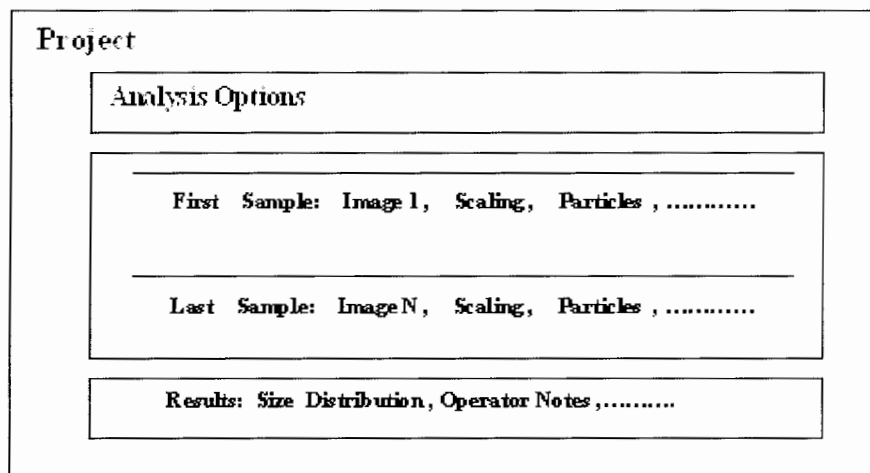 Project
Analysis Options
First Sample: Image 1, Scaling, Particles , ............
Last Sample: Image N, Scaling, Particles , ............
Results: Size Distribution, Operator Notes ,..........